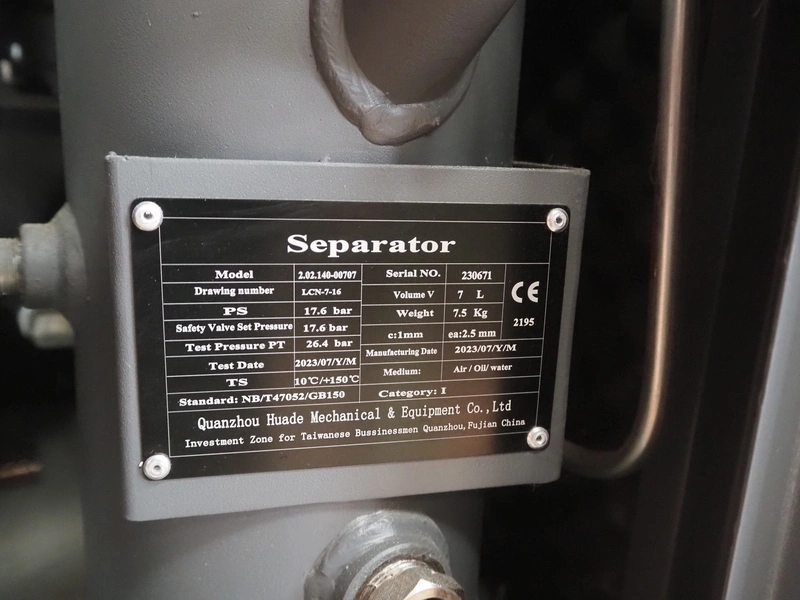 Separator
Model 2.02.140-00707 Serial NO. 230671
Drawing number LCN-7-16 Volume V 7 L
PS 17.6 bar Weight 7.5 Kg
Safety Valve Set Pressure 17.6 bar c:1mm ea:2.5 mm
Test Pressure PT 26.4 bar Manufacturing Date 2023/07/Y/M
Test Date 2023/07/Y/M Medium: Air / Oil/ water
TS 10℃/+150℃
Standard: NB/T47052/GB150 Category: I
CE
2195
Quanzhou Huade Mechanical & Equipment Co.,Ltd
Investment Zone for Taiwanese Bussinessmen Quanzhou,Fujian China